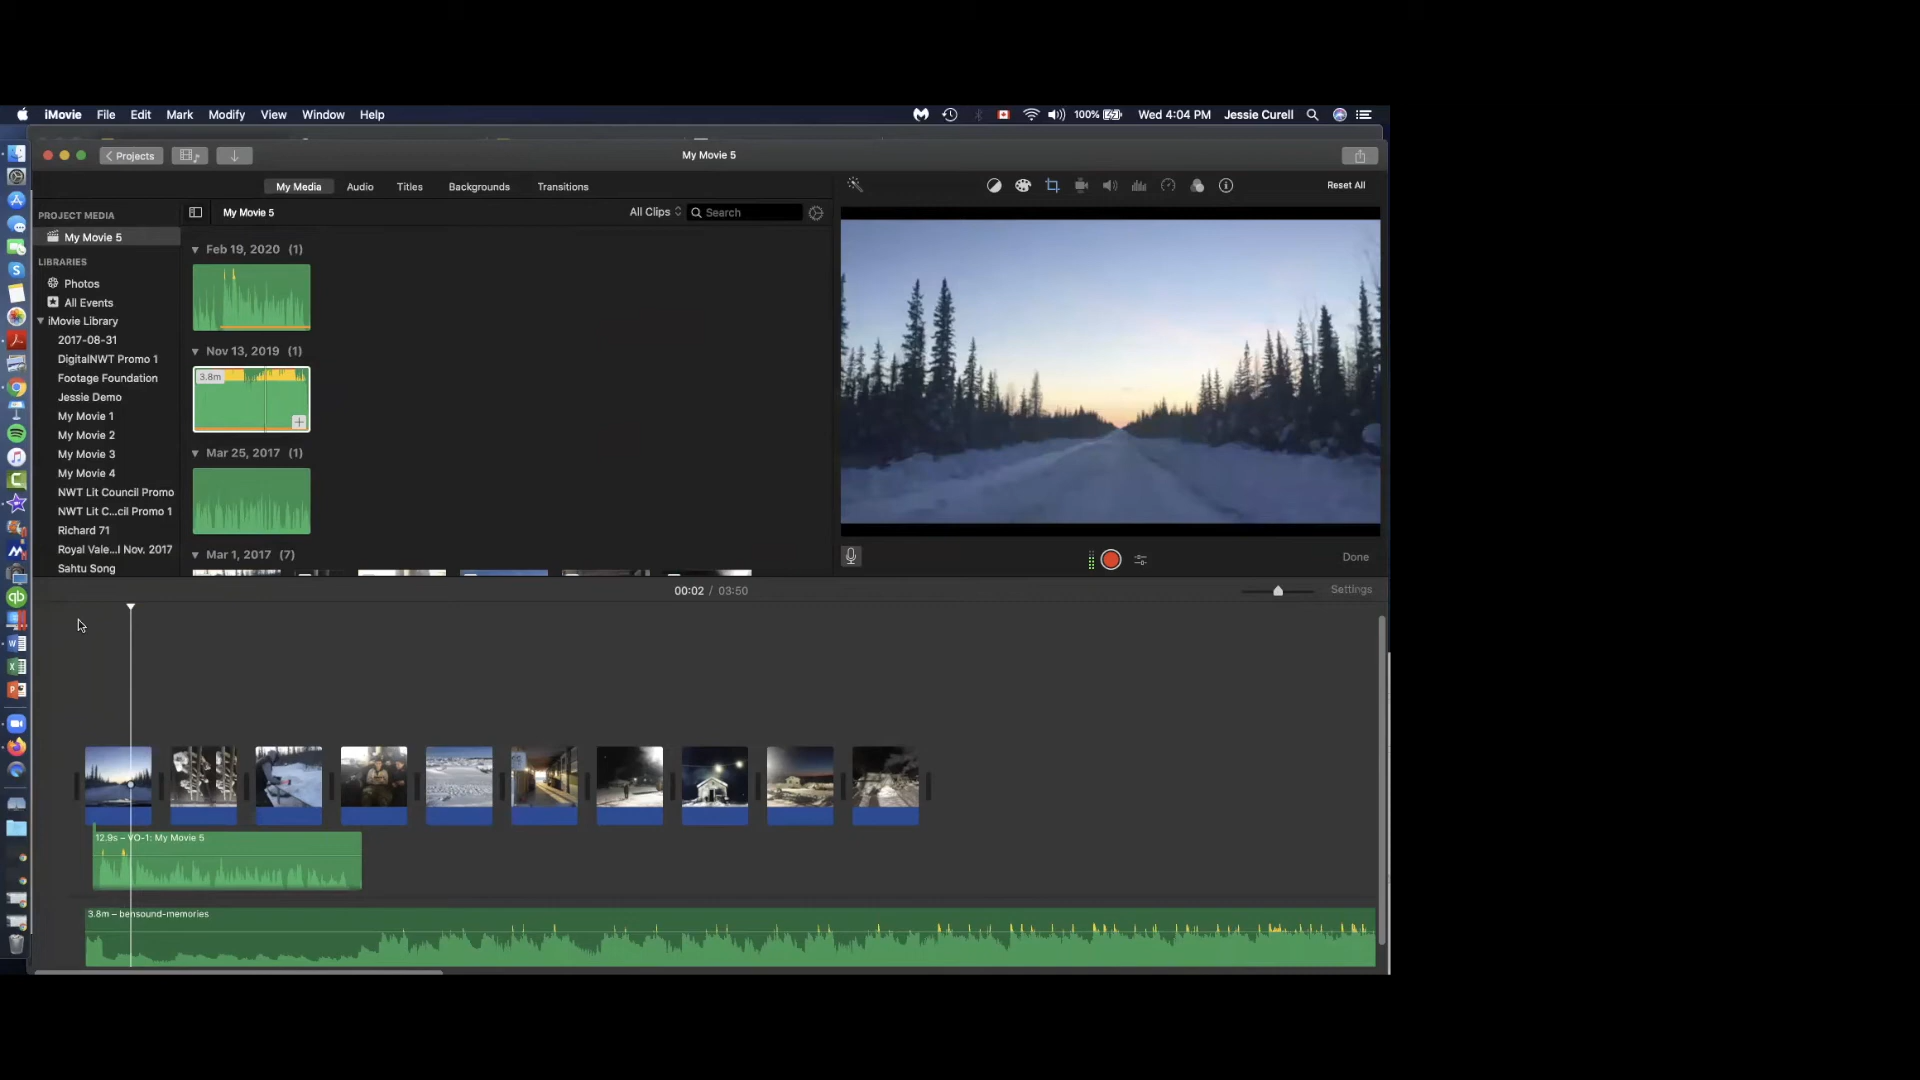 iMovie File Edit Mark Modify View Window Help 100% Wed 4:04 PM Jessie Curell
Projects My Movie 5
My Media Audio Titles Backgrounds Transitions Reset All
PROJECT MEDIA My Movie 5 All Clips Search
My Movie 5
LIBRARIES
Photos
All Events
iMovie Library
2017-08-31
DigitalNWT Promo 1
Footage Foundation
Jessie Demo
My Movie 1
My Movie 2
My Movie 3
My Movie 4
NWT Lit Council Promo
NWT Lit C...cil Promo 1
Richard 71
Royal Vale...l Nov. 2017
Sahtu Song
Feb 19, 2020 (1)
Nov 13, 2019 (1)
3.8m
Mar 25, 2017 (1)
Mar 1, 2017 (7)
Done
00:02 / 03:50 Settings
12.9s – VO-1: My Movie 5
3.8m – bensound-memories